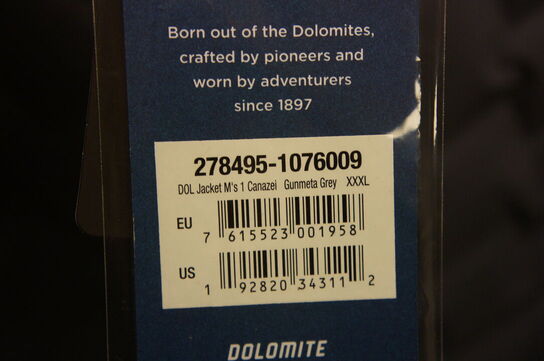 Born out of the Dolomites,
crafted by pioneers and
worn by adventurers
since 1897
278495-1076009
DOL Jacket M's 1 Canazei Gunmeta Grey XXXL
EU
7 615523 001958
US
1 92820 34311 2
DOLOMITE